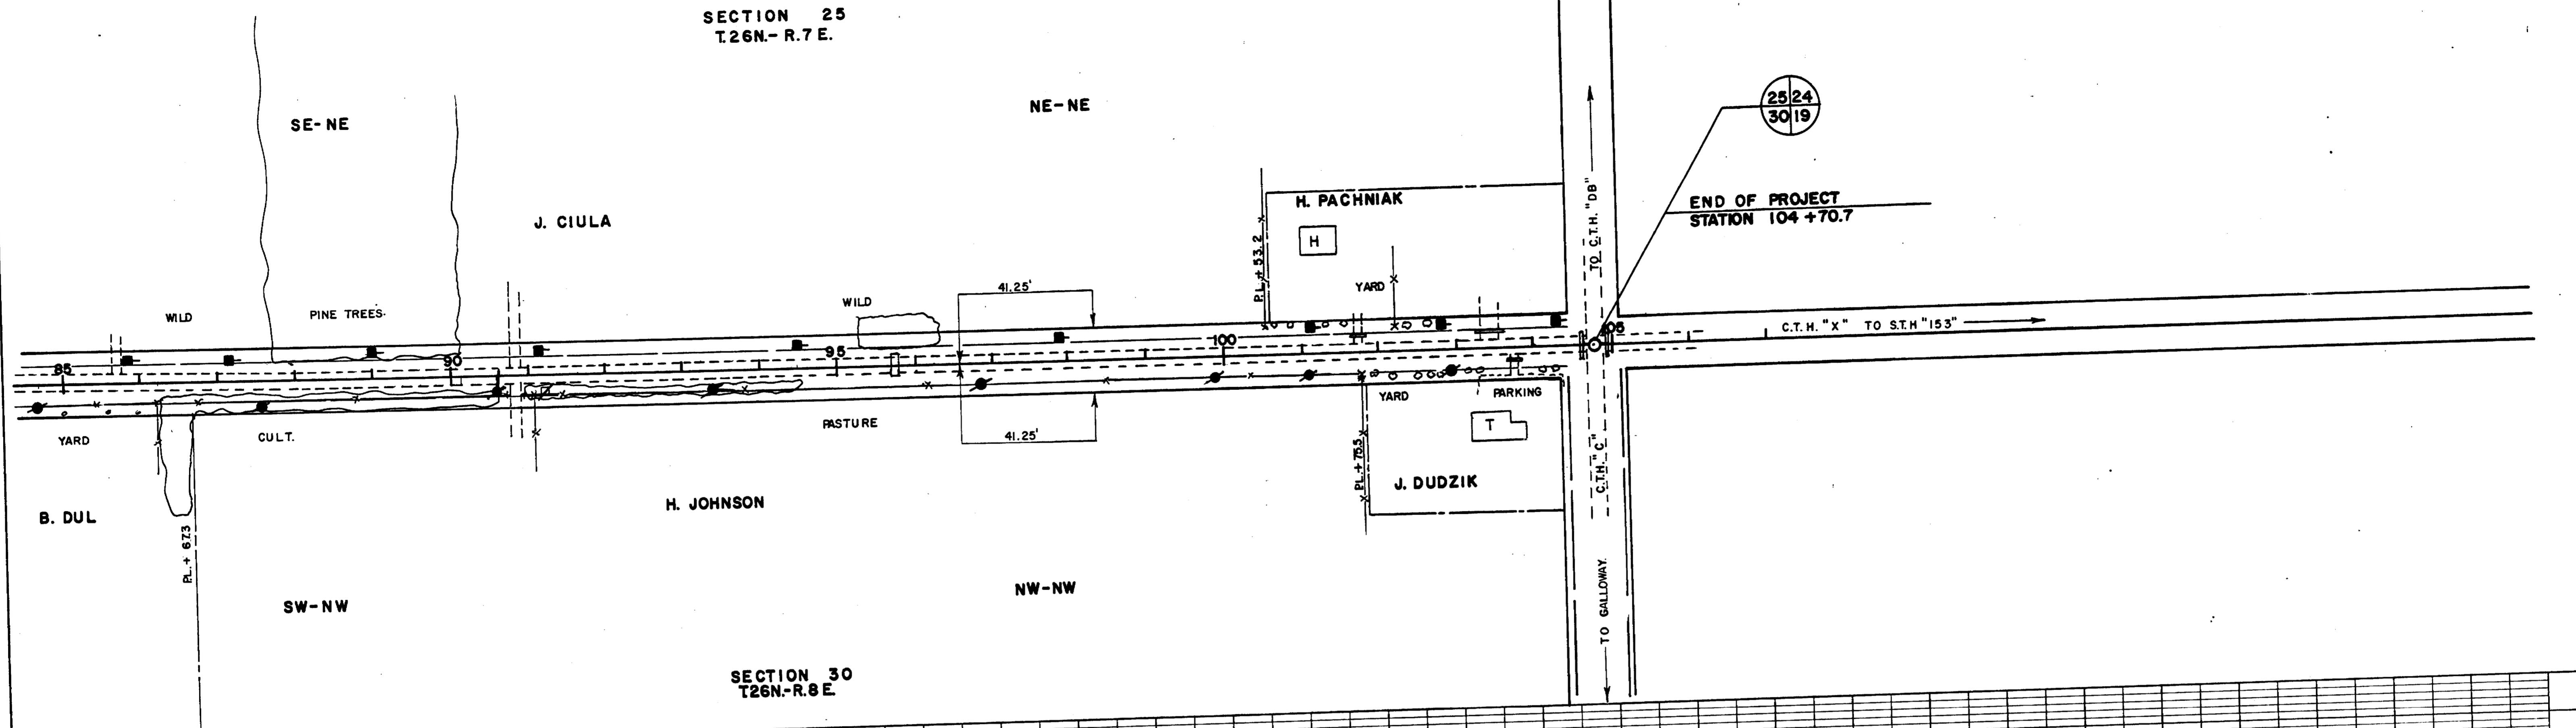 SECTION 25
T.26N.- R.7 E.
SE-NE
NE-NE
25 24
30 19
J. CIULA
H. PACHNIAK
H
TO C.T.H. "DB"
END OF PROJECT
STATION 104 +70.7
P.L.+ 53.2
YARD
41.25'
WILD
PINE TREES.
WILD
85
90
95
100
105
C.T.H. "X" TO S.T.H "153"
YARD
CULT.
PASTURE
41.25'
YARD
PARKING
T
C.T.H. "C"
P.L.+75.5
J. DUDZIK
B. DUL
H. JOHNSON
P.L.+ 67.3
SW-NW
NW-NW
TO GALLOWAY.
SECTION 30
T.26N.-R.8 E.